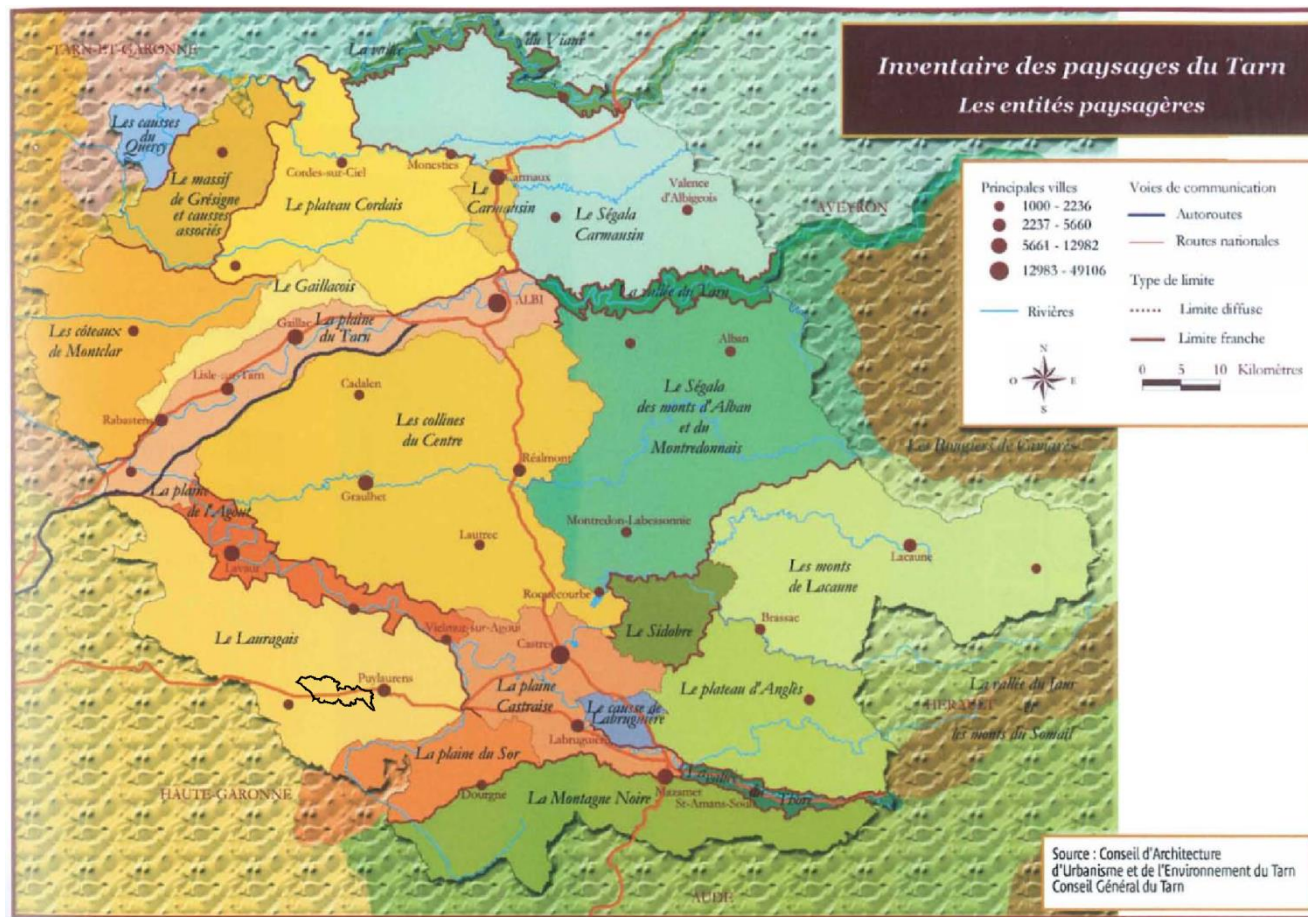 Inventaire des paysages du Tarn
Les entités paysagères
Principales villes
1000 - 2236
2237 - 5660
5661 - 12982
12983 - 49106
Rivières
N
O
E
S
Voies de communication
Autoroutes
Routes nationales
Type de limite
Limite diffuse
Limite franche
0 5 10 Kilomètres
TARN-ET-GARONNE
La vallée
du Viaur
Les causses
du
Quercy
Le massif
de Grésigne
et causses
associés
Cordes-sur-Ciel
Monesties
Le plateau Cordais
Carmaux
Le
Carmausin
Valence
d'Albigeois
Le Ségala
Carmausin
AVEYRON
Le Gaillacois
La vallée du Tarn
ALBI
La plaine
du Tarn
Gaillac
Les côteaux
de Montclar
Alban
Lisle-sur-Tarn
Cadalen
Le Ségala
des monts d'Alban
et du
Montredonnais
Rabastens
Les collines
du Centre
Les Rougiers de Camarès
Réalmont
La plaine
de l'Agout
Graulhet
Montredon-Labessonnie
Lautrec
Lacaune
Lavaur
Les monts
de Lacaune
Roquecourbe
Le Sidobre
Brassac
Le Lauragais
Vielmur-sur-Agout
Castres
Puylaurens
La plaine
Castraise
Le plateau d'Anglès
La vallée du Jaur
et
les monts du Somail
HERAULT
Le causse de
Labruguière
Labruguière
La plaine du Sor
HAUTE-GARONNE
Dourgne
La Montagne Noire
Mazamet
St-Amans-Soult
AUDE
Source : Conseil d'Architecture
d'Urbanisme et de l'Environnement du Tarn
Conseil Général du Tarn